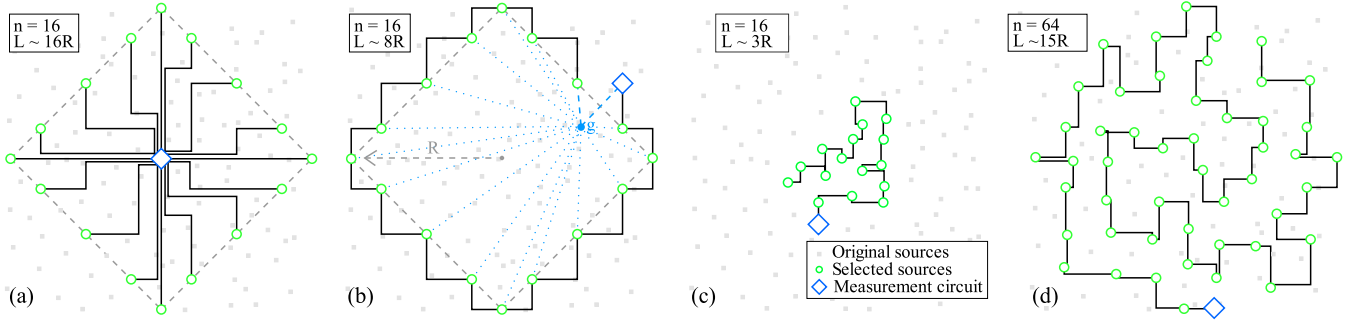 n = 16
L ~ 16R
(a)
n = 16
L ~ 8R
g
R
(b)
n = 16
L ~ 3R
Original sources
Selected sources
Measurement circuit
(c)
n = 64
L ~15R
(d)